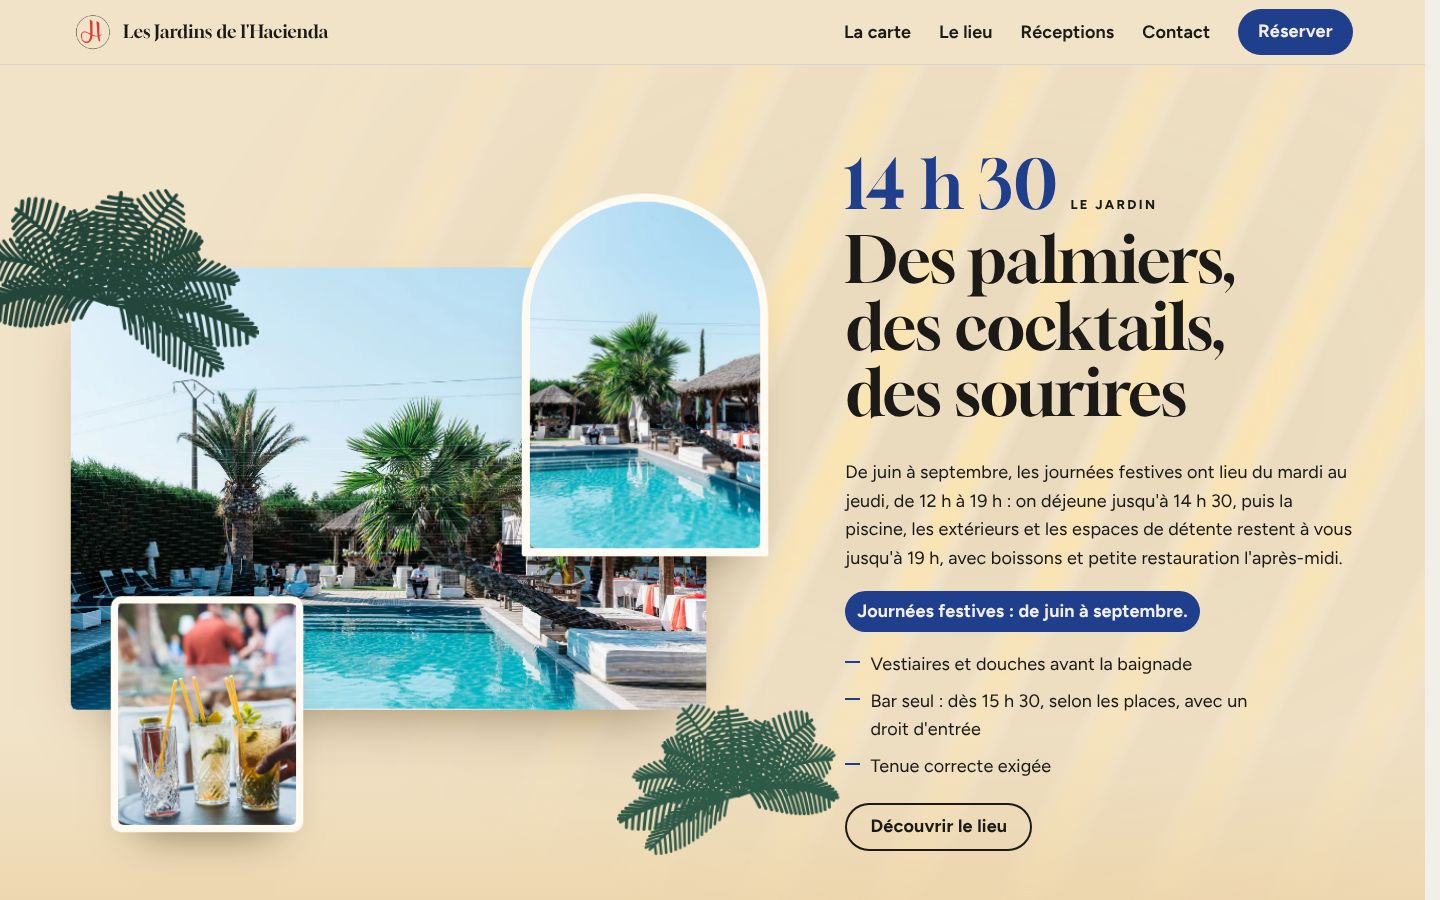 Les Jardins de l'Hacienda
La carte
Le lieu
Réceptions
Contact
Réserver
14 h 30 LE JARDIN
Des palmiers,
des cocktails,
des sourires
De juin à septembre, les journées festives ont lieu du mardi au
jeudi, de 12 h à 19 h : on déjeune jusqu'à 14 h 30, puis la
piscine, les extérieurs et les espaces de détente restent à vous
jusqu'à 19 h, avec boissons et petite restauration l'après-midi.
Journées festives : de juin à septembre.
Vestiaires et douches avant la baignade
Bar seul : dès 15 h 30, selon les places, avec un
droit d'entrée
Tenue correcte exigée
Découvrir le lieu